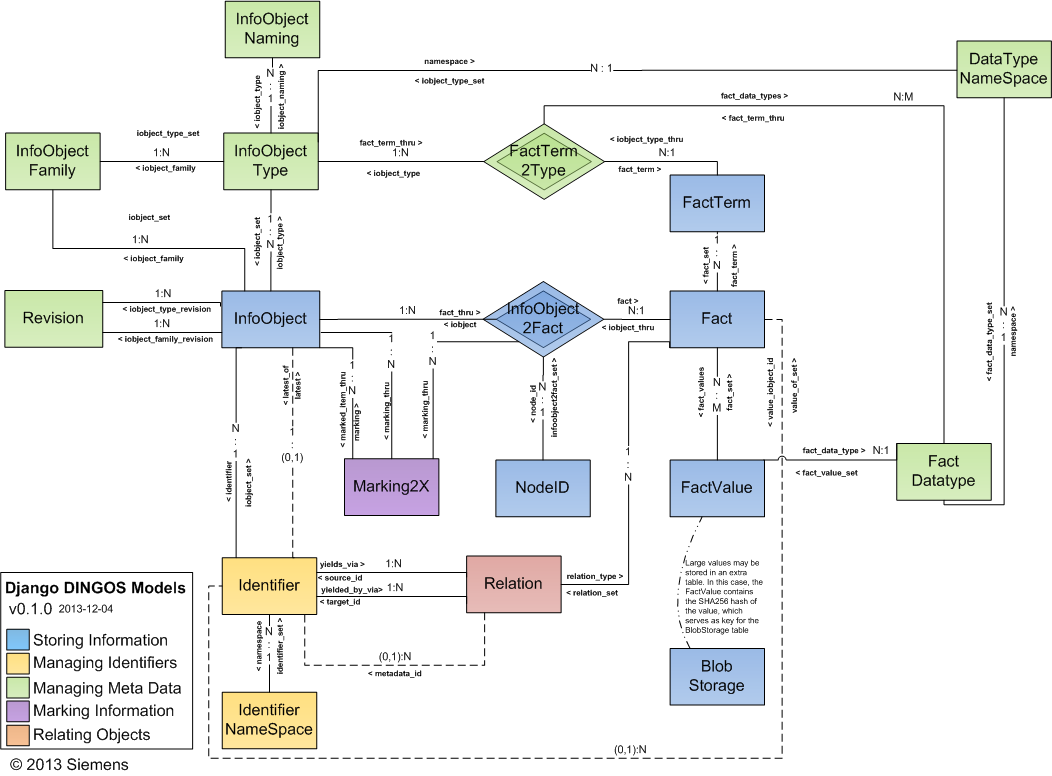 InfoObject
Naming
DataType
NameSpace
namespace >
N : 1
< iobject_type_set
< iobject_type
N : 1
iobject_naming >
fact_data_types >
N:M
< fact_term_thru
InfoObject
Family
iobject_type_set
1:N
< iobject_family
InfoObject
Type
fact_term_thru >
1:N
< iobject_type
FactTerm
2Type
< iobject_type_thru
N:1
fact_term >
FactTerm
iobject_set
1:N
< iobject_family
< iobject_set
1 : N
iobject_type >
< fact_set
1 : N
fact_term >
Revision
1:N
< iobject_type_revision
1:N
< iobject_family_revision
InfoObject
1:N
fact_thru >
< iobject
InfoObject
2Fact
fact >
N:1
< iobject_thru
Fact
< fact_data_type_set
N : 1
namespace >
< latest_of
latest >
(0,1)
< marked_item_thru
1 : N
marking >
< marking_thru
1 : N
< marking_thru
1 : N
< node_id
N : 1
infoobject2fact_set >
< fact_values
N : M
fact_set >
< value_iobject_id
value_of_set >
< identifier
N : 1
iobject_set >
1 : N
Marking2X
NodeID
FactValue
fact_data_type >
N:1
< fact_value_set
Fact
Datatype
Identifier
yields_via >
1:N
< source_id
yielded_by_via>
1:N
< target_id
Relation
relation_type >
< relation_set
Large values may be
stored in an extra
table. In this case, the
FactValue contains
the SHA256 hash of
the value, which
serves as key for the
BlobStorage table
< namespace
N : 1
identifier_set >
(0,1):N
< metadata_id
Blob
Storage
Identifier
NameSpace
(0,1):N
Django DINGOS Models
v0.1.0 2013-12-04
Storing Information
Managing Identifiers
Managing Meta Data
Marking Information
Relating Objects
© 2013 Siemens